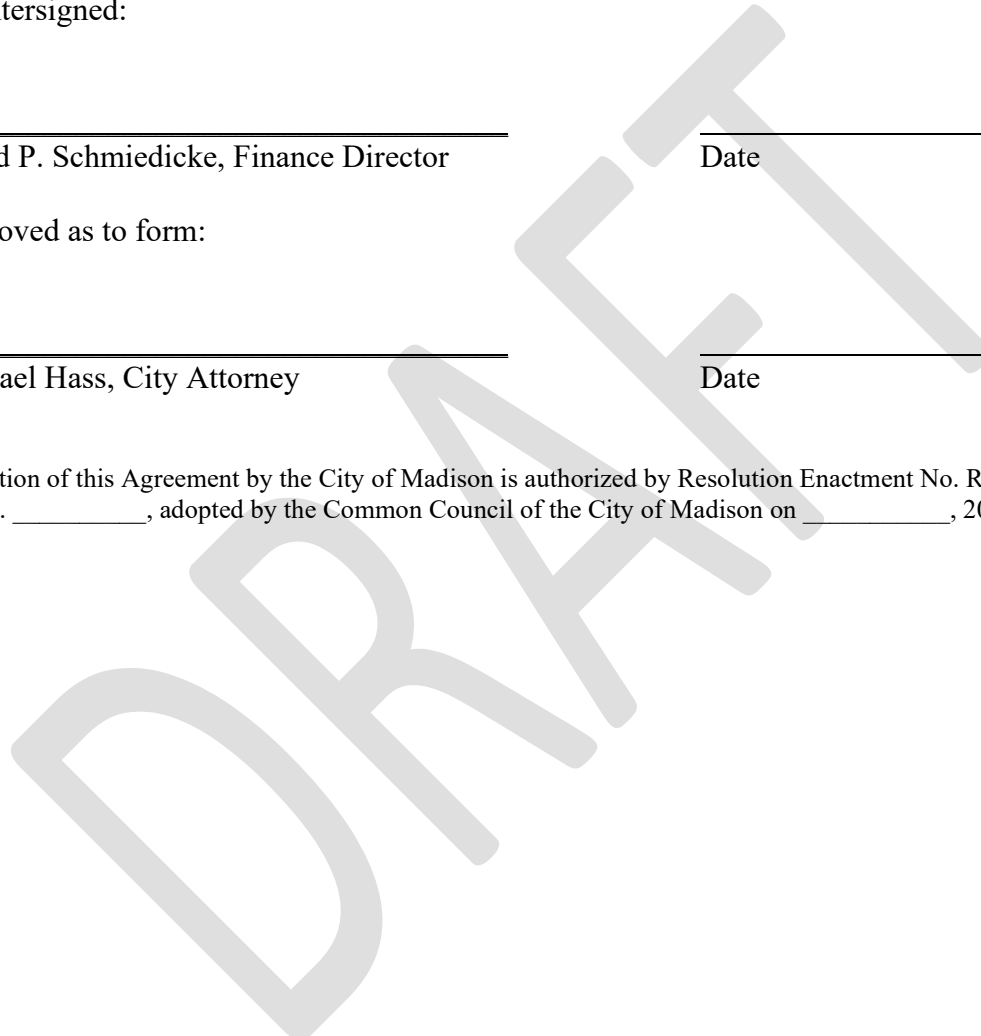 ntersigned:
d P. Schmiedicke, Finance Director Date
oved as to form:
ael Hass, City Attorney Date
tion of this Agreement by the City of Madison is authorized by Resolution Enactment No. R
. __________, adopted by the Common Council of the City of Madison on ___________, 20
DRAFT